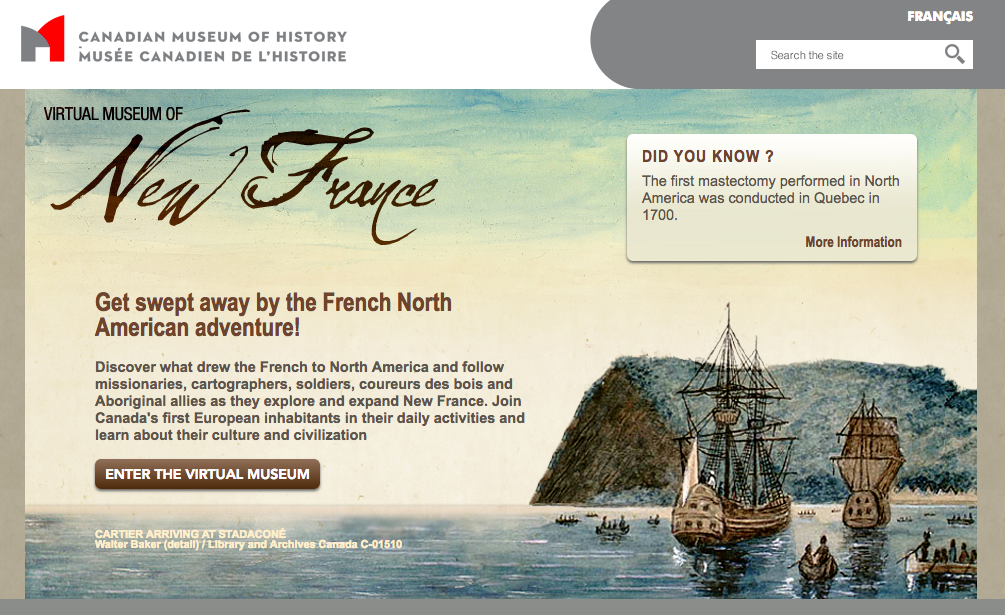 CANADIAN MUSEUM OF HISTORY
MUSÉE CANADIEN DE L'HISTOIRE
FRANÇAIS
Search the site
VIRTUAL MUSEUM OF
New France
DID YOU KNOW ?
The first mastectomy performed in North
America was conducted in Quebec in
1700.
More Information
Get swept away by the French North
American adventure!
Discover what drew the French to North America and follow
missionaries, cartographers, soldiers, coureurs des bois and
Aboriginal allies as they explore and expand New France. Join
Canada's first European inhabitants in their daily activities and
learn about their culture and civilization
ENTER THE VIRTUAL MUSEUM
CARTIER ARRIVING AT STADACONÉ
Walter Baker (detail) / Library and Archives Canada C-01510